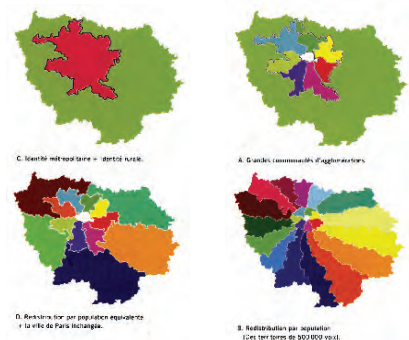 C. Identité métropolitaine + Identité rurale.
A. Grandes communautés d'agglomérations.
D. Redistribution par population équivalente
+ la ville de Paris inchangée.
B. Redistribution par population
(Des territoires de 500 000 voix).